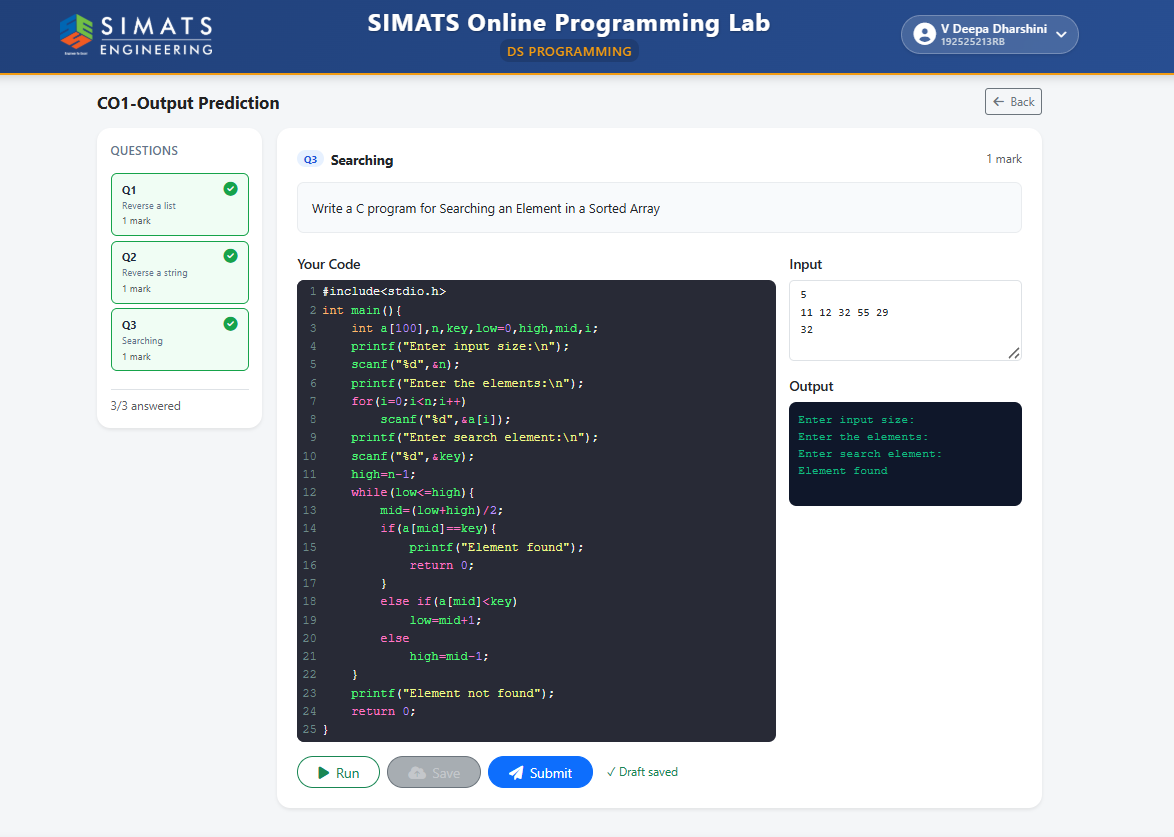 SIMATS
ENGINEERING
SIMATS Online Programming Lab
DS PROGRAMMING
V Deepa Dharshini
192525213RB
CO1-Output Prediction
← Back
QUESTIONS
Q1
Reverse a list
1 mark
Q2
Reverse a string
1 mark
Q3
Searching
1 mark
3/3 answered
Q3 Searching
1 mark
Write a C program for Searching an Element in a Sorted Array
Your Code
1 #include<stdio.h>
2 int main(){
3     int a[100],n,key,low=0,high,mid,i;
4     printf("Enter input size:\n");
5     scanf("%d",&n);
6     printf("Enter the elements:\n");
7     for(i=0;i<n;i++)
8         scanf("%d",&a[i]);
9     printf("Enter search element:\n");
10     scanf("%d",&key);
11     high=n-1;
12     while(low<=high){
13         mid=(low+high)/2;
14         if(a[mid]==key){
15             printf("Element found");
16             return 0;
17         }
18         else if(a[mid]<key)
19             low=mid+1;
20         else
21             high=mid-1;
22     }
23     printf("Element not found");
24     return 0;
25 }
Input
5
11 12 32 55 29
32
Output
Enter input size:
Enter the elements:
Enter search element:
Element found
Run
Save
Submit
✓ Draft saved